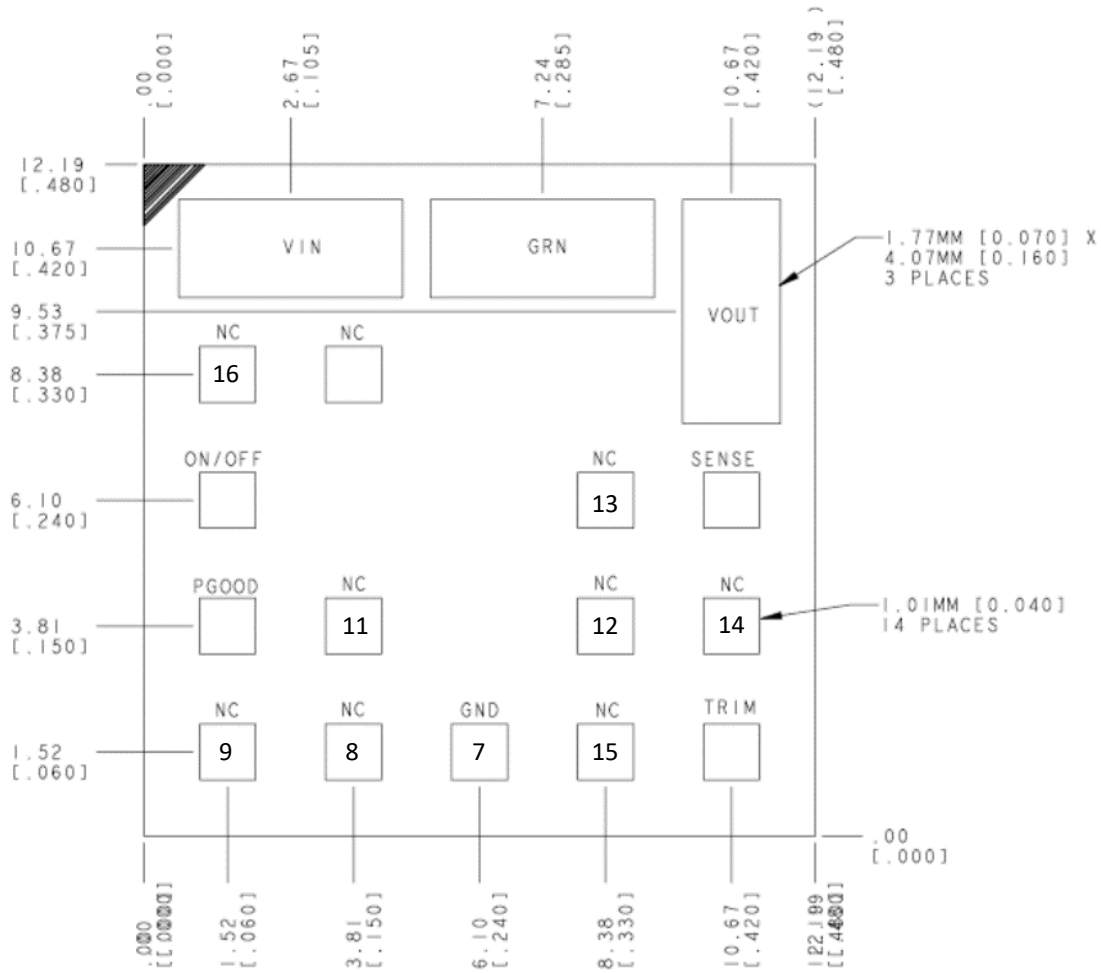 .00
[.000]
2.67
[.105]
7.24
[.285]
10.67
[.420]
(12.19 )
[.480]
12.19
[.480]
10.67
[.420]
VIN
GRN
1.77MM [0.070] X
4.07MM [0.160]
3 PLACES
9.53
[.375]
VOUT
NC
NC
8.38
[.330]
16
ON/OFF
NC
SENSE
6.10
[.240]
13
PGOOD
NC
NC
NC
3.81
[.150]
11
12
14
1.01MM [0.040]
14 PLACES
NC
NC
GND
NC
TRIM
1.52
[.060]
9
8
7
15
.00
[.000]
1.52
[.060]
3.81
[.150]
6.10
[.240]
8.38
[.330]
10.67
[.420]